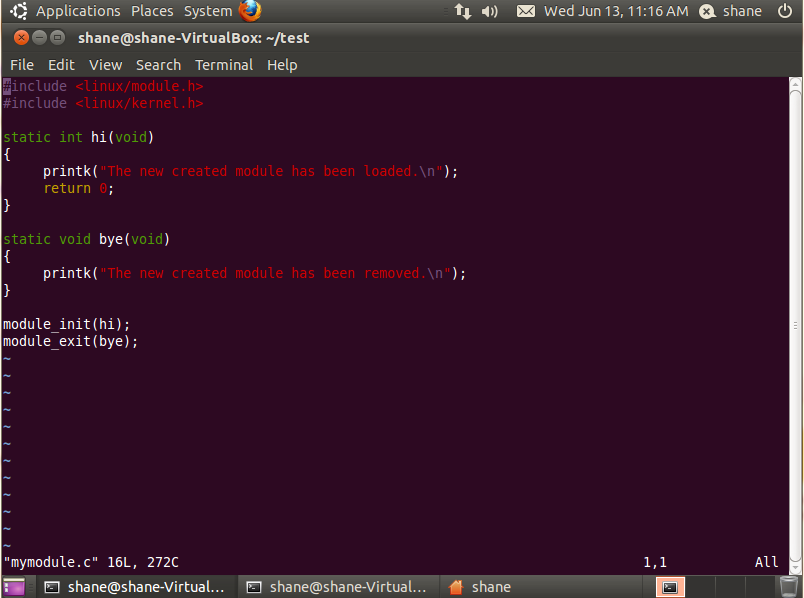 Applications Places System Wed Jun 13, 11:16 AM shane
shane@shane-VirtualBox: ~/test
File Edit View Search Terminal Help
#include <linux/module.h>
#include <linux/kernel.h>
static int hi(void)
{
printk("The new created module has been loaded.\n");
return 0;
}
static void bye(void)
{
printk("The new created module has been removed.\n");
}
module_init(hi);
module_exit(bye);
~
~
~
~
~
~
~
~
~
~
~
~
"mymodule.c" 16L, 272C 1,1 All
shane@shane-Virtual... shane@shane-Virtual... shane